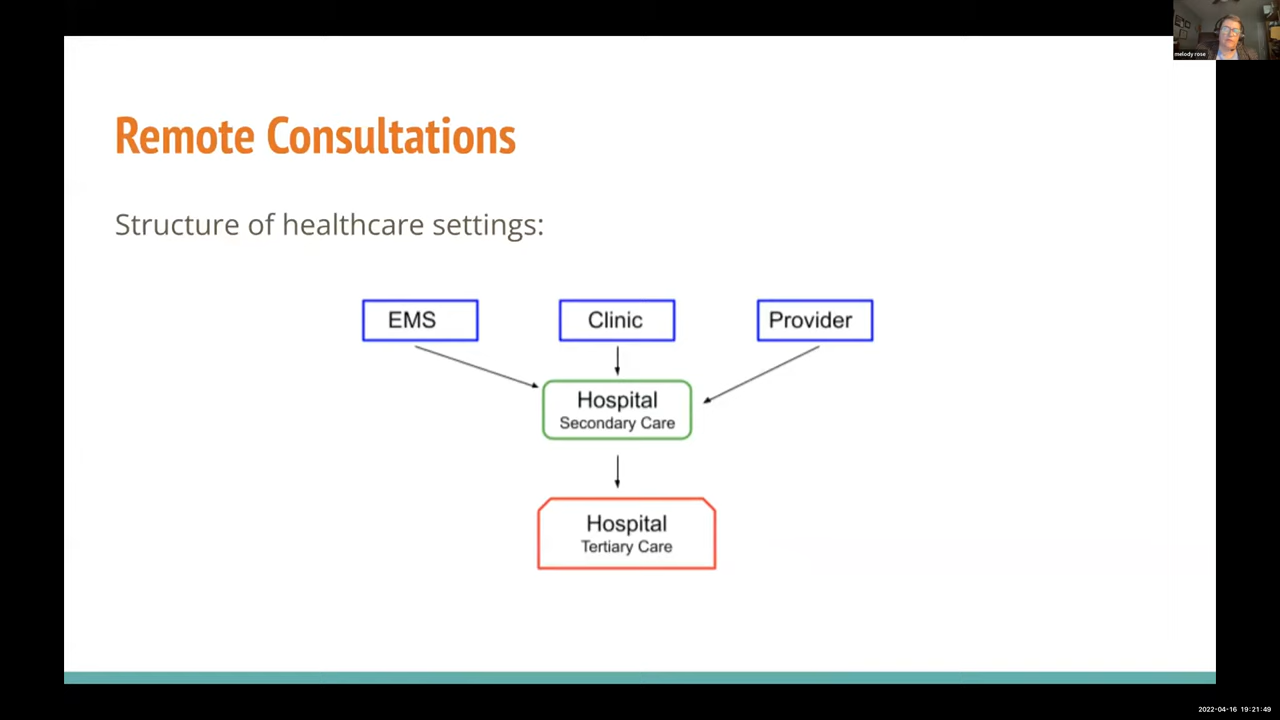 melody rose
Remote Consultations
Structure of healthcare settings:
EMS
Clinic
Provider
Hospital
Secondary Care
Hospital
Tertiary Care
2022-04-16 19:21:49